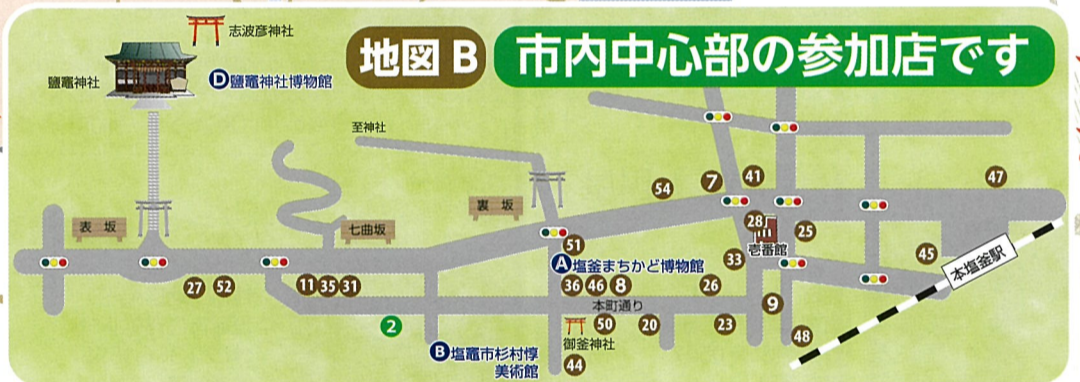 志波彦神社
地図 B
市内中心部の参加店です
鹽竈神社
D鹽竈神社博物館
至神社
表 坂
七曲坂
裏 坂
54
7
41
47
28
壱番館
25
33
45
本塩釜駅
51
A塩釜まちかど博物館
27
52
11
35
31
36
46
8
26
本町通り
9
2
50
20
23
48
御釜神社
44
B塩竈市杉村惇
美術館